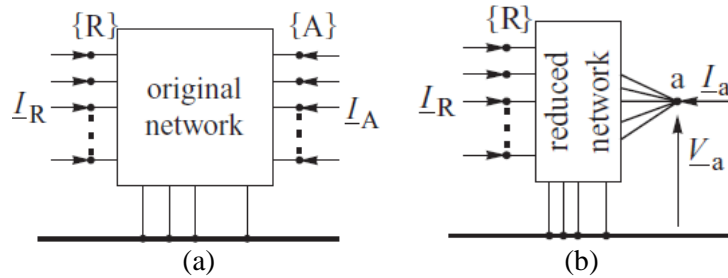 {R}
{A}
I_R
original
network
I_A
(a)
{R}
I_R
reduced
network
a
I_a
V_a
(b)